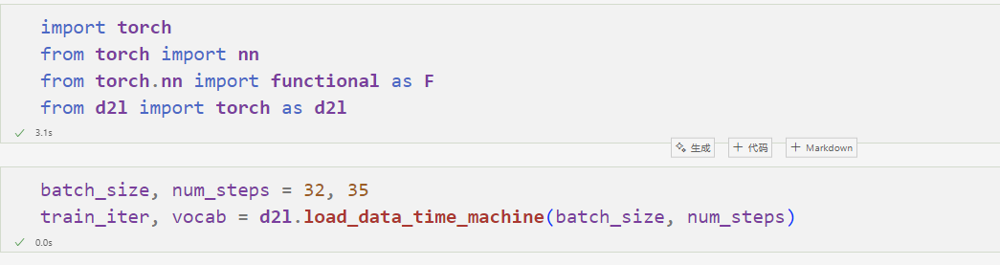 import torch
from torch import nn
from torch.nn import functional as F
from d2l import torch as d2l
3.1s
生成
代码
Markdown
batch_size, num_steps = 32, 35
train_iter, vocab = d2l.load_data_time_machine(batch_size, num_steps)
0.0s